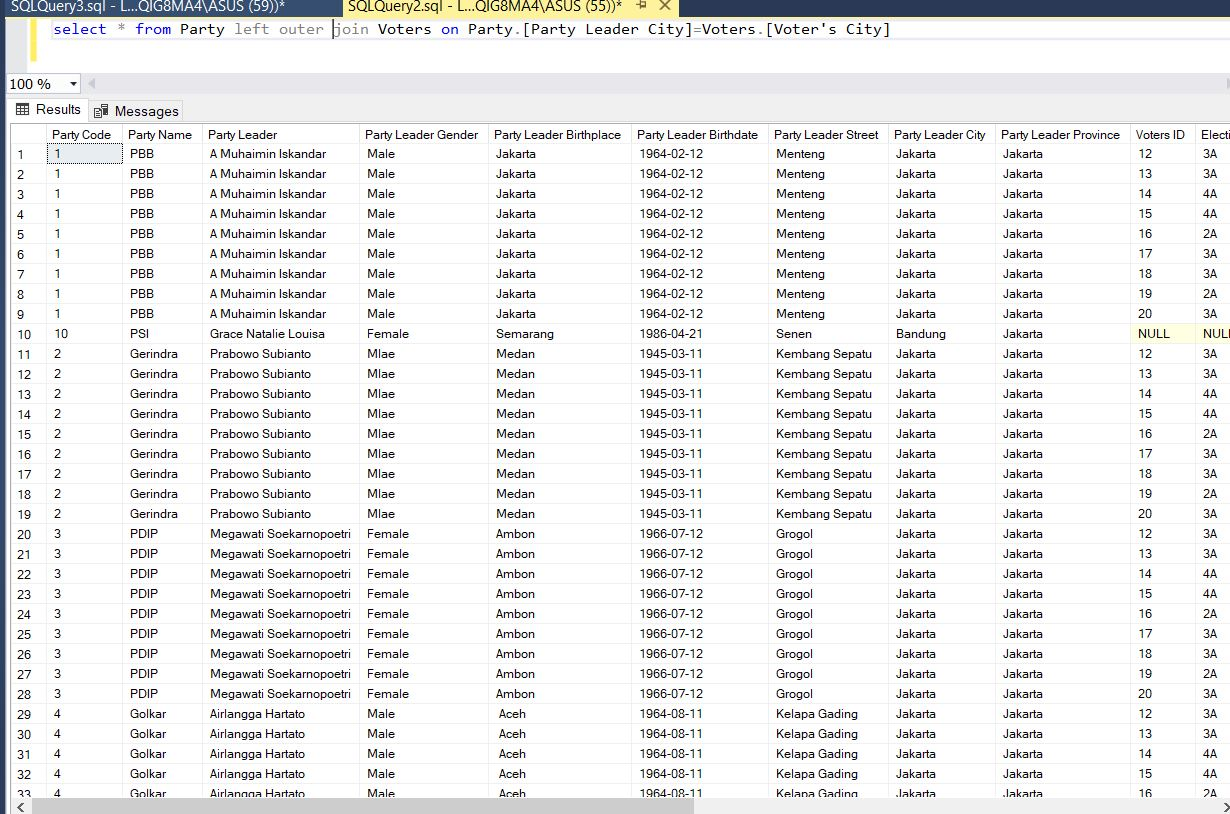 SQLQuery3.sql - L...QIG8MA4\ASUS (59))* SQLQuery2.sql - L...QIG8MA4\ASUS (55))*
select * from Party left outer join Voters on Party.[Party Leader City]=Voters.[Voter's City]
100 %
Results Messages
Party Code Party Name Party Leader Party Leader Gender Party Leader Birthplace Party Leader Birthdate Party Leader Street Party Leader City Party Leader Province Voters ID Electi
1 1 PBB A Muhaimin Iskandar Male Jakarta 1964-02-12 Menteng Jakarta Jakarta 12 3A
2 1 PBB A Muhaimin Iskandar Male Jakarta 1964-02-12 Menteng Jakarta Jakarta 13 3A
3 1 PBB A Muhaimin Iskandar Male Jakarta 1964-02-12 Menteng Jakarta Jakarta 14 4A
4 1 PBB A Muhaimin Iskandar Male Jakarta 1964-02-12 Menteng Jakarta Jakarta 15 4A
5 1 PBB A Muhaimin Iskandar Male Jakarta 1964-02-12 Menteng Jakarta Jakarta 16 2A
6 1 PBB A Muhaimin Iskandar Male Jakarta 1964-02-12 Menteng Jakarta Jakarta 17 3A
7 1 PBB A Muhaimin Iskandar Male Jakarta 1964-02-12 Menteng Jakarta Jakarta 18 3A
8 1 PBB A Muhaimin Iskandar Male Jakarta 1964-02-12 Menteng Jakarta Jakarta 19 2A
9 1 PBB A Muhaimin Iskandar Male Jakarta 1964-02-12 Menteng Jakarta Jakarta 20 3A
10 10 PSI Grace Natalie Louisa Female Semarang 1986-04-21 Senen Bandung Jakarta NULL NULL
11 2 Gerindra Prabowo Subianto Mlae Medan 1945-03-11 Kembang Sepatu Jakarta Jakarta 12 3A
12 2 Gerindra Prabowo Subianto Mlae Medan 1945-03-11 Kembang Sepatu Jakarta Jakarta 13 3A
13 2 Gerindra Prabowo Subianto Mlae Medan 1945-03-11 Kembang Sepatu Jakarta Jakarta 14 4A
14 2 Gerindra Prabowo Subianto Mlae Medan 1945-03-11 Kembang Sepatu Jakarta Jakarta 15 4A
15 2 Gerindra Prabowo Subianto Mlae Medan 1945-03-11 Kembang Sepatu Jakarta Jakarta 16 2A
16 2 Gerindra Prabowo Subianto Mlae Medan 1945-03-11 Kembang Sepatu Jakarta Jakarta 17 3A
17 2 Gerindra Prabowo Subianto Mlae Medan 1945-03-11 Kembang Sepatu Jakarta Jakarta 18 3A
18 2 Gerindra Prabowo Subianto Mlae Medan 1945-03-11 Kembang Sepatu Jakarta Jakarta 19 2A
19 2 Gerindra Prabowo Subianto Mlae Medan 1945-03-11 Kembang Sepatu Jakarta Jakarta 20 3A
20 3 PDIP Megawati Soekarnopoetri Female Ambon 1966-07-12 Grogol Jakarta Jakarta 12 3A
21 3 PDIP Megawati Soekarnopoetri Female Ambon 1966-07-12 Grogol Jakarta Jakarta 13 3A
22 3 PDIP Megawati Soekarnopoetri Female Ambon 1966-07-12 Grogol Jakarta Jakarta 14 4A
23 3 PDIP Megawati Soekarnopoetri Female Ambon 1966-07-12 Grogol Jakarta Jakarta 15 4A
24 3 PDIP Megawati Soekarnopoetri Female Ambon 1966-07-12 Grogol Jakarta Jakarta 16 2A
25 3 PDIP Megawati Soekarnopoetri Female Ambon 1966-07-12 Grogol Jakarta Jakarta 17 3A
26 3 PDIP Megawati Soekarnopoetri Female Ambon 1966-07-12 Grogol Jakarta Jakarta 18 3A
27 3 PDIP Megawati Soekarnopoetri Female Ambon 1966-07-12 Grogol Jakarta Jakarta 19 2A
28 3 PDIP Megawati Soekarnopoetri Female Ambon 1966-07-12 Grogol Jakarta Jakarta 20 3A
29 4 Golkar Airlangga Hartato Male Aceh 1964-08-11 Kelapa Gading Jakarta Jakarta 12 3A
30 4 Golkar Airlangga Hartato Male Aceh 1964-08-11 Kelapa Gading Jakarta Jakarta 13 3A
31 4 Golkar Airlangga Hartato Male Aceh 1964-08-11 Kelapa Gading Jakarta Jakarta 14 4A
32 4 Golkar Airlangga Hartato Male Aceh 1964-08-11 Kelapa Gading Jakarta Jakarta 15 4A
33 4 Golkar Airlangga Hartato Male Aceh 1964-08-11 Kelapa Gading Jakarta Jakarta 16 2A